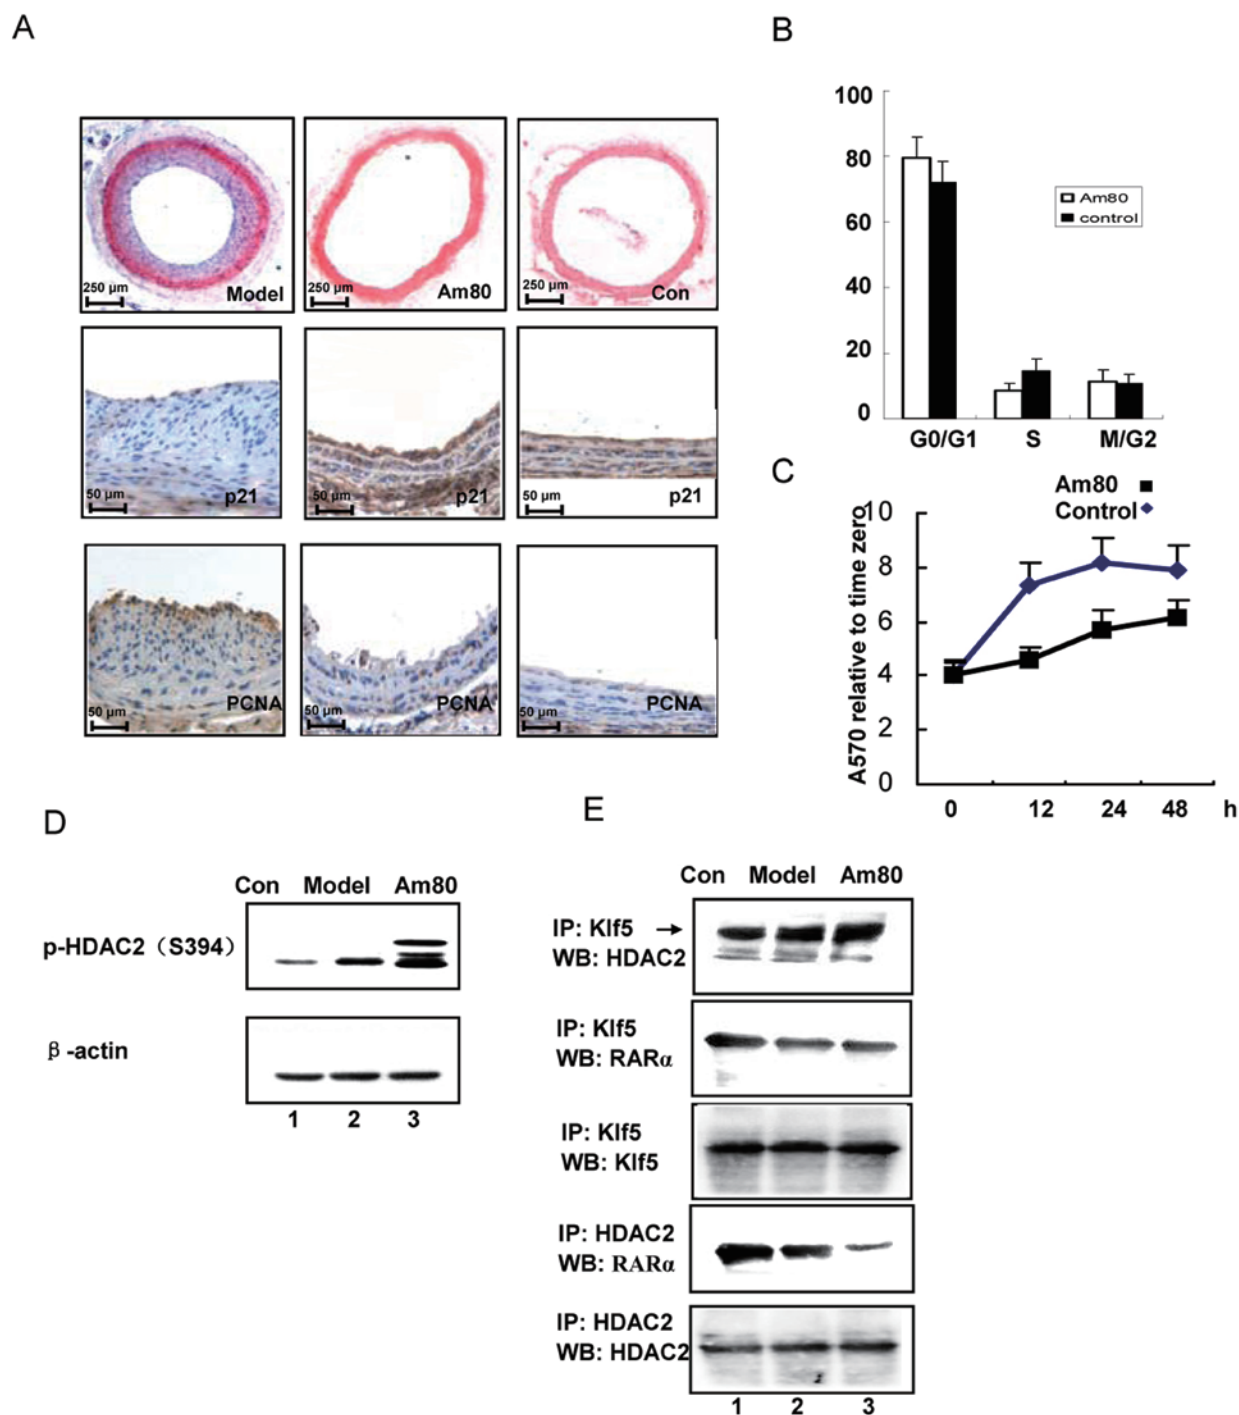 A
250 μm
Model
250 μm
Am80
250 μm
Con
50 μm
p21
50 μm
p21
50 μm
p21
50 μm
PCNA
50 μm
PCNA
50 μm
PCNA
B
100
80
60
40
20
0
Am80
control
G0/G1 S M/G2
C
Am80
Control
A570 relative to time zero
10
8
6
4
2
0
0 12 24 48 h
D
Con Model Am80
p-HDAC2（S394）
β-actin
1 2 3
E
Con Model Am80
IP: Klf5
WB: HDAC2
IP: Klf5
WB: RARα
IP: Klf5
WB: Klf5
IP: HDAC2
WB: RARα
IP: HDAC2
WB: HDAC2
1 2 3